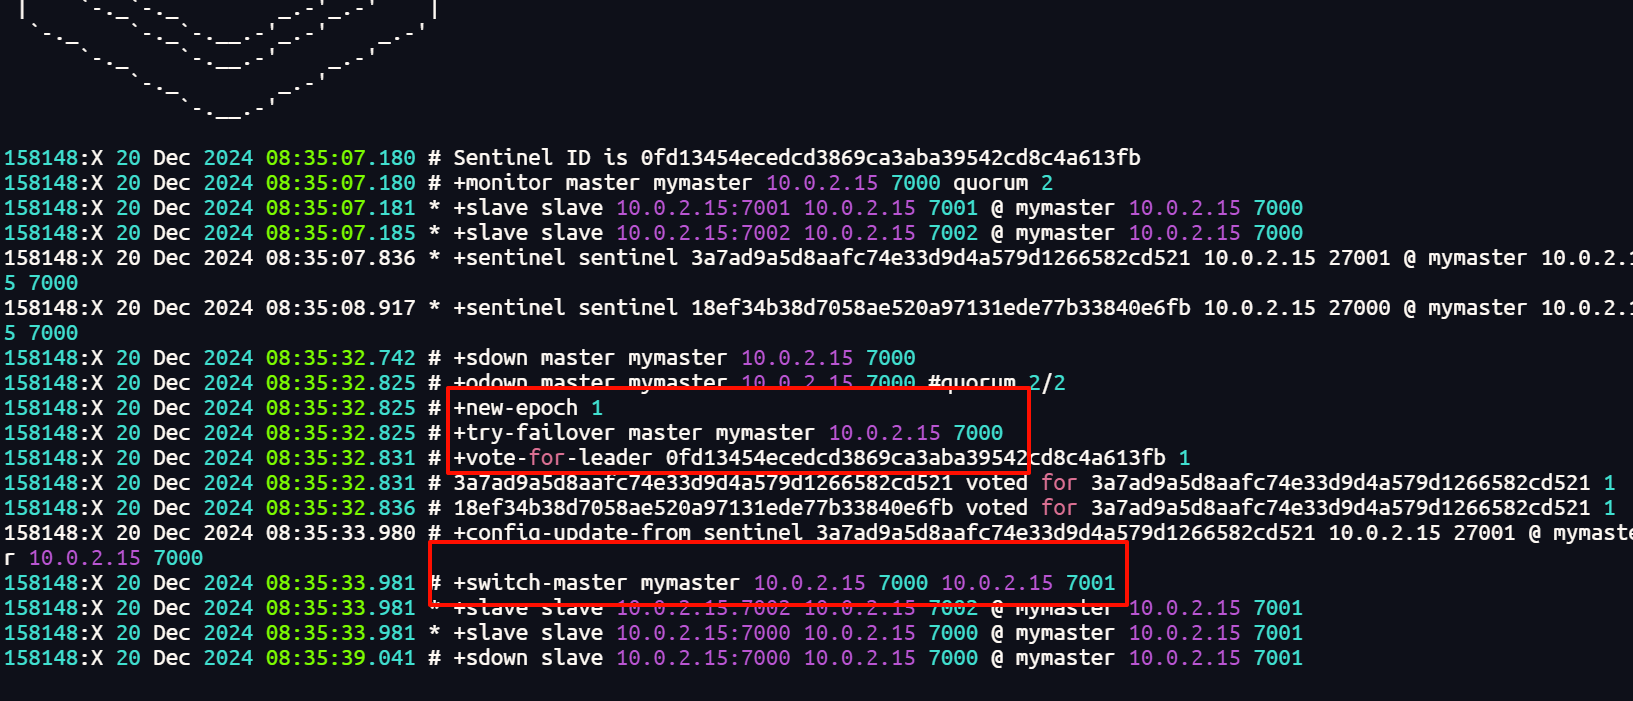 158148:X 20 Dec 2024 08:35:07.180 # Sentinel ID is 0fd13454ecedcd3869ca3aba39542cd8c4a613fb
158148:X 20 Dec 2024 08:35:07.180 # +monitor master mymaster 10.0.2.15 7000 quorum 2
158148:X 20 Dec 2024 08:35:07.181 * +slave slave 10.0.2.15:7001 10.0.2.15 7001 @ mymaster 10.0.2.15 7000
158148:X 20 Dec 2024 08:35:07.185 * +slave slave 10.0.2.15:7002 10.0.2.15 7002 @ mymaster 10.0.2.15 7000
158148:X 20 Dec 2024 08:35:07.836 * +sentinel sentinel 3a7ad9a5d8aafc74e33d9d4a579d1266582cd521 10.0.2.15 27001 @ mymaster 10.0.2.1
5 7000
158148:X 20 Dec 2024 08:35:08.917 * +sentinel sentinel 18ef34b38d7058ae520a97131ede77b33840e6fb 10.0.2.15 27000 @ mymaster 10.0.2.1
5 7000
158148:X 20 Dec 2024 08:35:32.742 # +sdown master mymaster 10.0.2.15 7000
158148:X 20 Dec 2024 08:35:32.825 # +odown master mymaster 10.0.2.15 7000 #quorum 2/2
158148:X 20 Dec 2024 08:35:32.825 # +new-epoch 1
158148:X 20 Dec 2024 08:35:32.825 # +try-failover master mymaster 10.0.2.15 7000
158148:X 20 Dec 2024 08:35:32.831 # +vote-for-leader 0fd13454ecedcd3869ca3aba39542cd8c4a613fb 1
158148:X 20 Dec 2024 08:35:32.831 # 3a7ad9a5d8aafc74e33d9d4a579d1266582cd521 voted for 3a7ad9a5d8aafc74e33d9d4a579d1266582cd521 1
158148:X 20 Dec 2024 08:35:32.836 # 18ef34b38d7058ae520a97131ede77b33840e6fb voted for 3a7ad9a5d8aafc74e33d9d4a579d1266582cd521 1
158148:X 20 Dec 2024 08:35:33.980 # +config-update-from sentinel 3a7ad9a5d8aafc74e33d9d4a579d1266582cd521 10.0.2.15 27001 @ mymaste
r 10.0.2.15 7000
158148:X 20 Dec 2024 08:35:33.981 # +switch-master mymaster 10.0.2.15 7000 10.0.2.15 7001
158148:X 20 Dec 2024 08:35:33.981 * +slave slave 10.0.2.15:7002 10.0.2.15 7002 @ mymaster 10.0.2.15 7001
158148:X 20 Dec 2024 08:35:33.981 * +slave slave 10.0.2.15:7000 10.0.2.15 7000 @ mymaster 10.0.2.15 7001
158148:X 20 Dec 2024 08:35:39.041 # +sdown slave 10.0.2.15:7000 10.0.2.15 7000 @ mymaster 10.0.2.15 7001